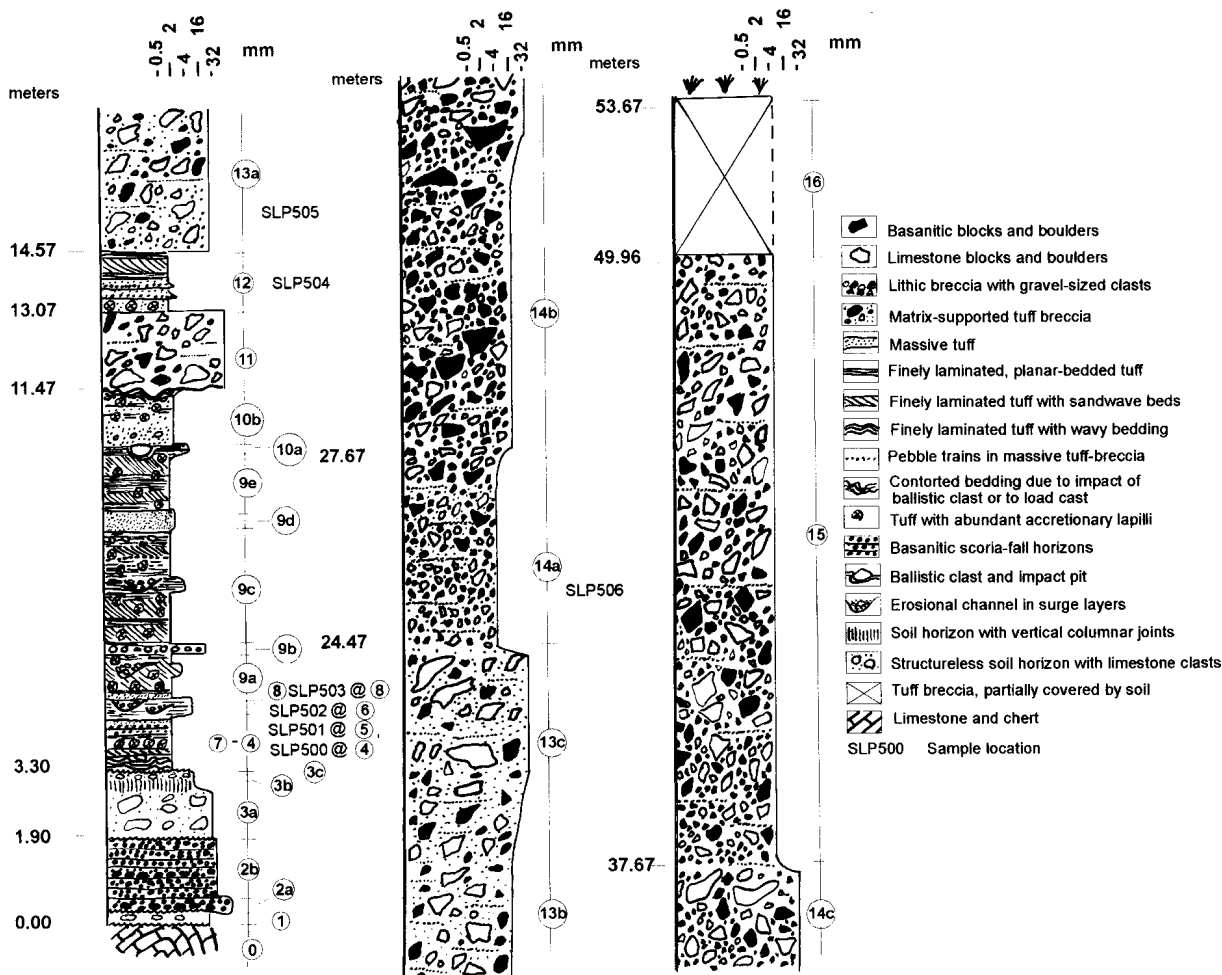 -0.5
2
-4
16
-32
mm
meters
13a
SLP505
14.57
12
SLP504
13.07
11
11.47
10b
10a
9e
9d
9c
9b
9a
8 SLP503 @ 8
SLP502 @ 6
SLP501 @ 5
7 - 4 SLP500 @ 4
3.30
3c
3b
3a
1.90
2b
2a
0.00
1
0
-0.5
2
-4
16
-32
mm
meters
14b
27.67
14a
SLP506
24.47
13c
13b
-0.5
2
-4
16
-32
mm
meters
53.67
16
49.96
15
37.67
14c
Basanitic blocks and boulders
Limestone blocks and boulders
Lithic breccia with gravel-sized clasts
Matrix-supported tuff breccia
Massive tuff
Finely laminated, planar-bedded tuff
Finely laminated tuff with sandwave beds
Finely laminated tuff with wavy bedding
Pebble trains in massive tuff-breccia
Contorted bedding due to impact of
ballistic clast or to load cast
Tuff with abundant accretionary lapilli
Basanitic scoria-fall horizons
Ballistic clast and impact pit
Erosional channel in surge layers
Soil horizon with vertical columnar joints
Structureless soil horizon with limestone clasts
Tuff breccia, partially covered by soil
Limestone and chert
SLP500 Sample location